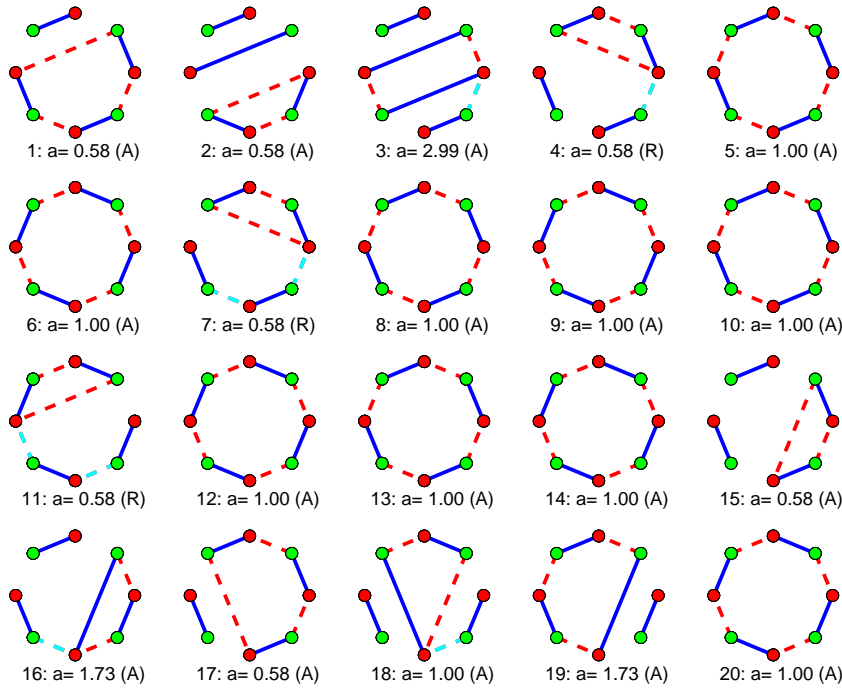 1: a= 0.58 (A) 2: a= 0.58 (A) 3: a= 2.99 (A) 4: a= 0.58 (R) 5: a= 1.00 (A)
6: a= 1.00 (A) 7: a= 0.58 (R) 8: a= 1.00 (A) 9: a= 1.00 (A) 10: a= 1.00 (A)
11: a= 0.58 (R) 12: a= 1.00 (A) 13: a= 1.00 (A) 14: a= 1.00 (A) 15: a= 0.58 (A)
16: a= 1.73 (A) 17: a= 0.58 (A) 18: a= 1.00 (A) 19: a= 1.73 (A) 20: a= 1.00 (A)